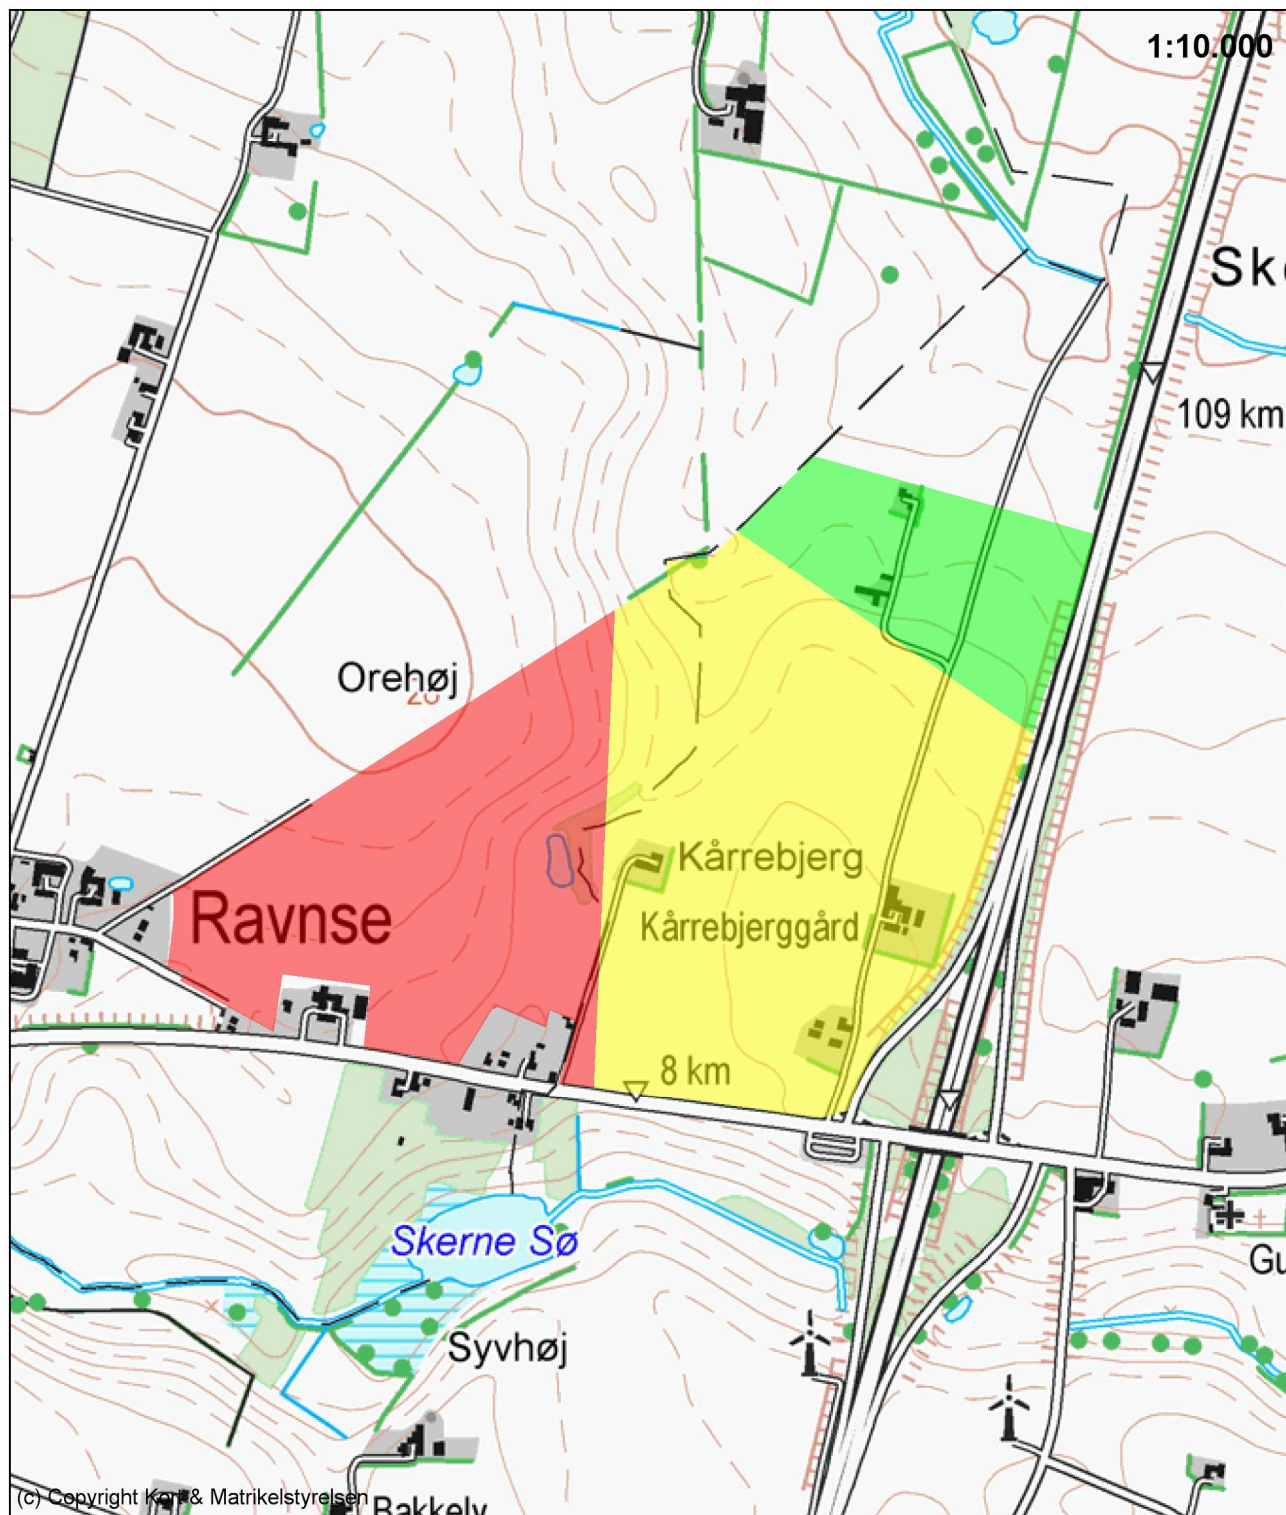 1:10.000
Sk
109 km
Orehøj
Kårrebjerg
Ravnse
Kårrebjerggård
8 km
Skerne Sø
Gu
Syvhøj
(c) Copyright Kort & Matrikelstyrelsen